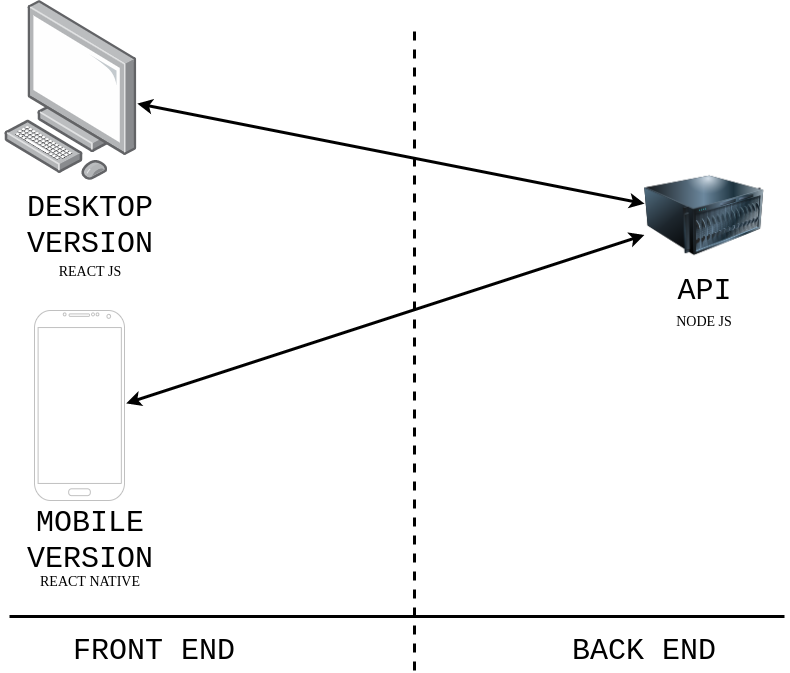 DESKTOP
VERSION
REACT JS
API
NODE JS
MOBILE
VERSION
REACT NATIVE
FRONT END
BACK END